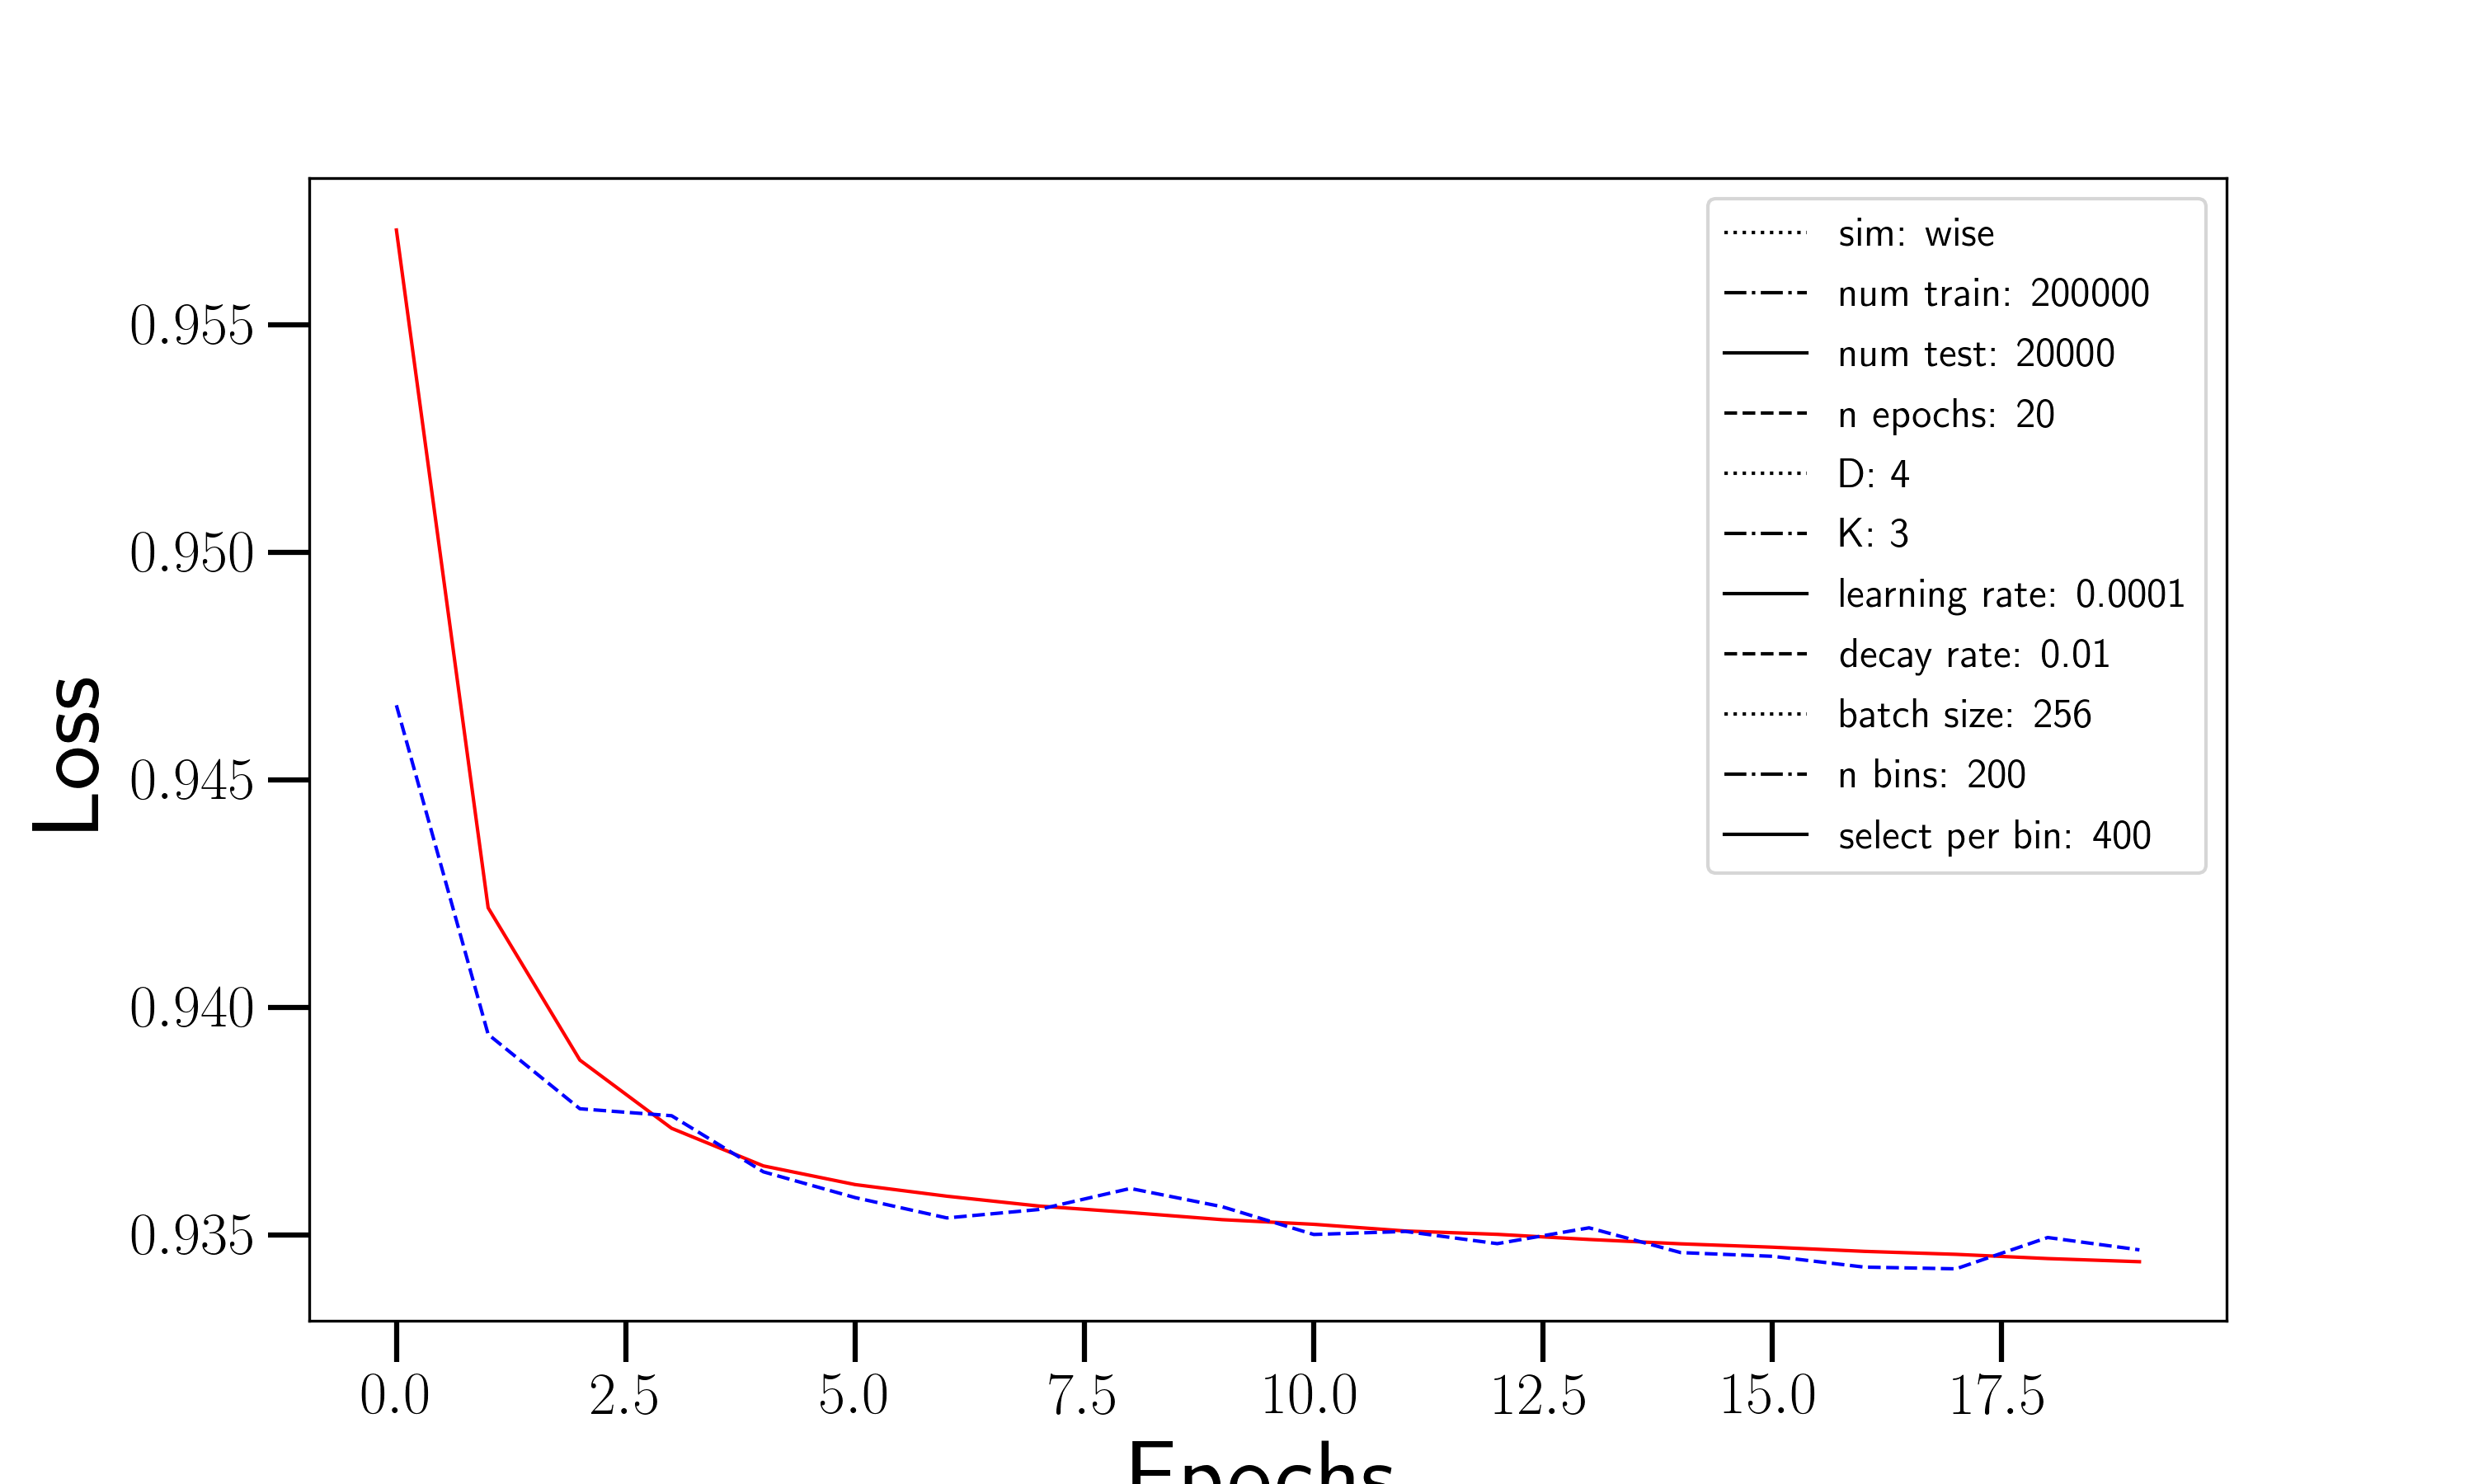 sim: wise
num train: 200000
num test: 20000
n epochs: 20
D: 4
K: 3
learning rate: 0.0001
decay rate: 0.01
batch size: 256
n bins: 200
select per bin: 400
0.955
0.950
0.945
0.940
0.935
Loss
0.0 2.5 5.0 7.5 10.0 12.5 15.0 17.5
Epochs